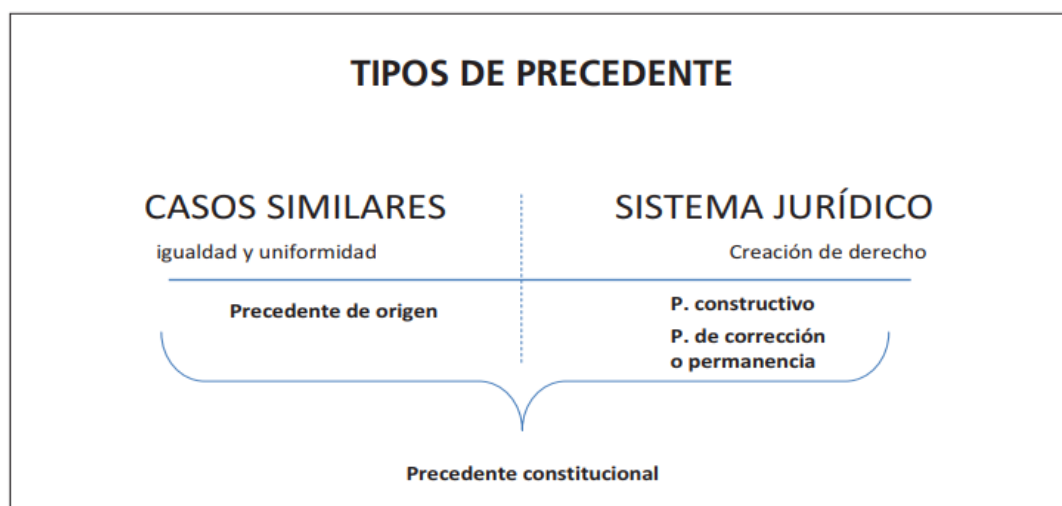 TIPOS DE PRECEDENTE
CASOS SIMILARES
igualdad y uniformidad
SISTEMA JURÍDICO
Creación de derecho
Precedente de origen
P. constructivo
P. de corrección
o permanencia
Precedente constitucional